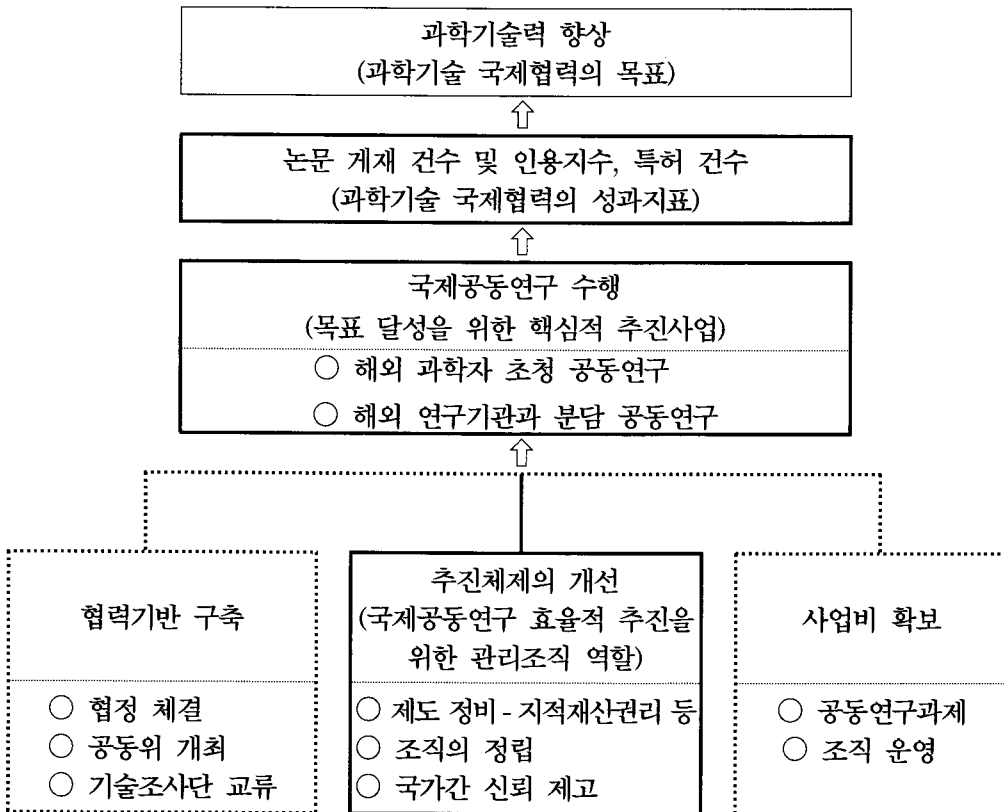 과학기술력 향상
(과학기술 국제협력의 목표)
논문 게재 건수 및 인용지수, 특허 건수
(과학기술 국제협력의 성과지표)
국제공동연구 수행
(목표 달성을 위한 핵심적 추진사업)
○ 해외 과학자 초청 공동연구
○ 해외 연구기관과 분담 공동연구
협력기반 구축
○ 협정 체결
○ 공동위 개최
○ 기술조사단 교류
추진체제의 개선
(국제공동연구 효율적 추진을
위한 관리조직 역할)
○ 제도 정비 - 지적재산권리 등
○ 조직의 정립
○ 국가간 신뢰 제고
사업비 확보
○ 공동연구과제
○ 조직 운영